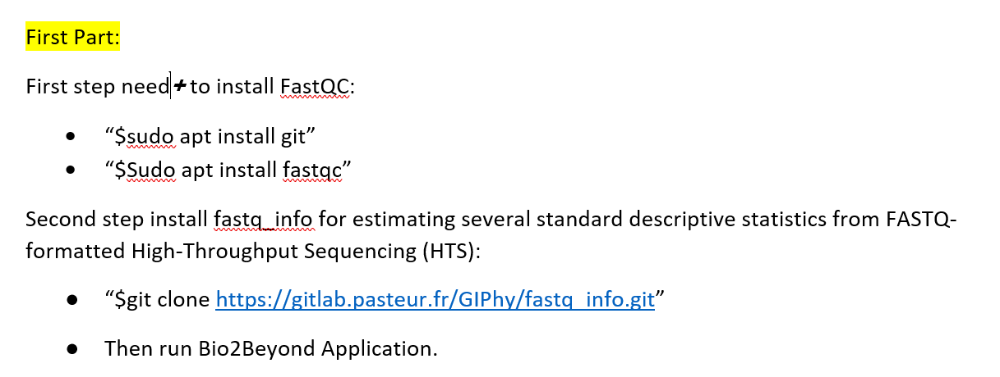 First Part:
First step need+ to install FastQC:
● “$sudo apt install git”
● “$Sudo apt install fastqc”
Second step install fastq_info for estimating several standard descriptive statistics from FASTQ-
formatted High-Throughput Sequencing (HTS):
● “$git clone https://gitlab.pasteur.fr/GIPhy/fastq_info.git”
● Then run Bio2Beyond Application.